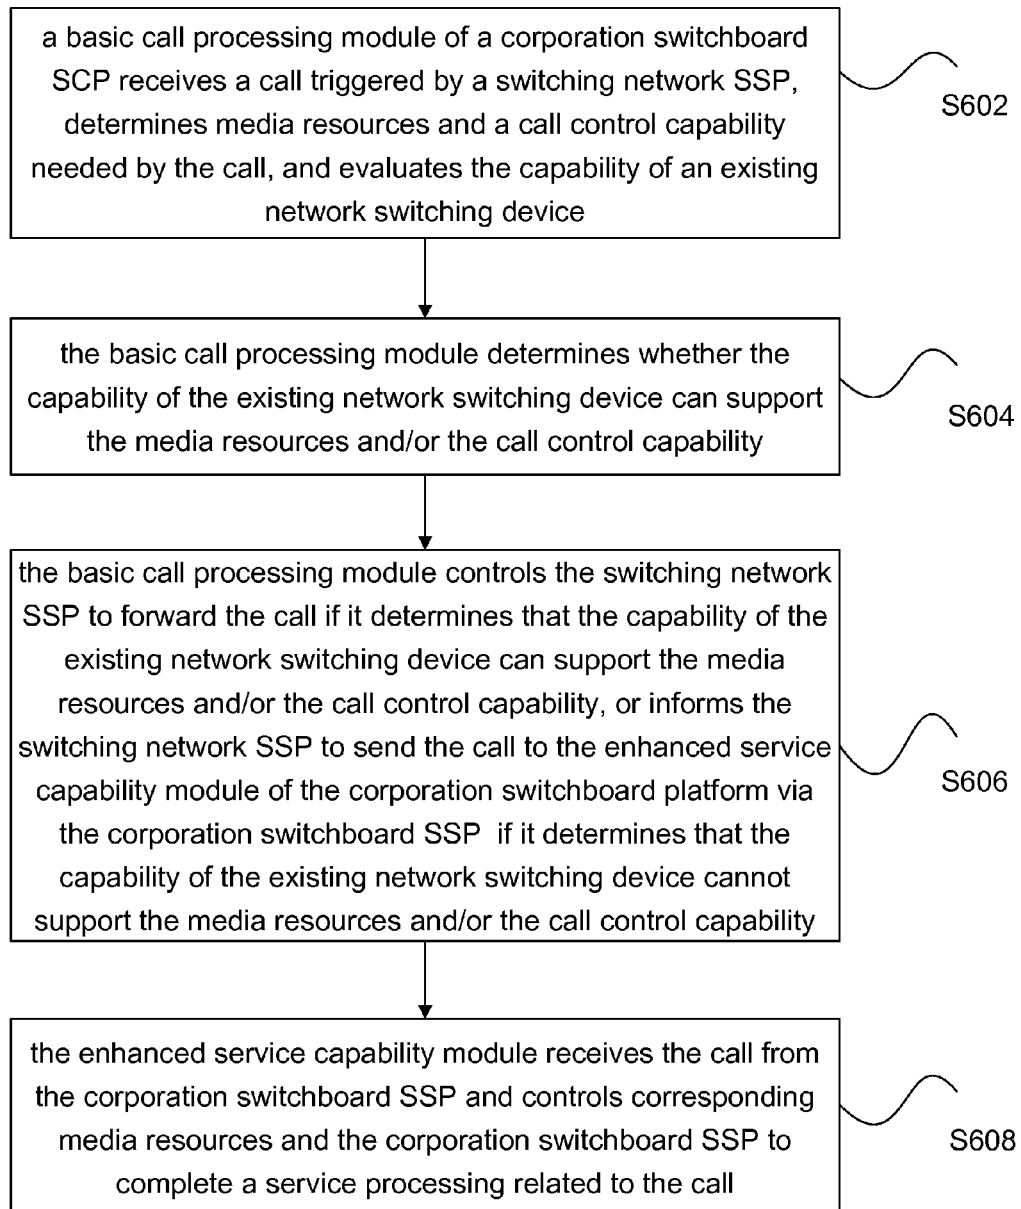 a basic call processing module of a corporation switchboard
SCP receives a call triggered by a switching network SSP,
determines media resources and a call control capability
needed by the call, and evaluates the capability of an existing
network switching device
S602
the basic call processing module determines whether the
capability of the existing network switching device can support
the media resources and/or the call control capability
S604
the basic call processing module controls the switching network
SSP to forward the call if it determines that the capability of the
existing network switching device can support the media
resources and/or the call control capability, or informs the
switching network SSP to send the call to the enhanced service
capability module of the corporation switchboard platform via
the corporation switchboard SSP if it determines that the
capability of the existing network switching device cannot
support the media resources and/or the call control capability
S606
the enhanced service capability module receives the call from
the corporation switchboard SSP and controls corresponding
media resources and the corporation switchboard SSP to
complete a service processing related to the call
S608